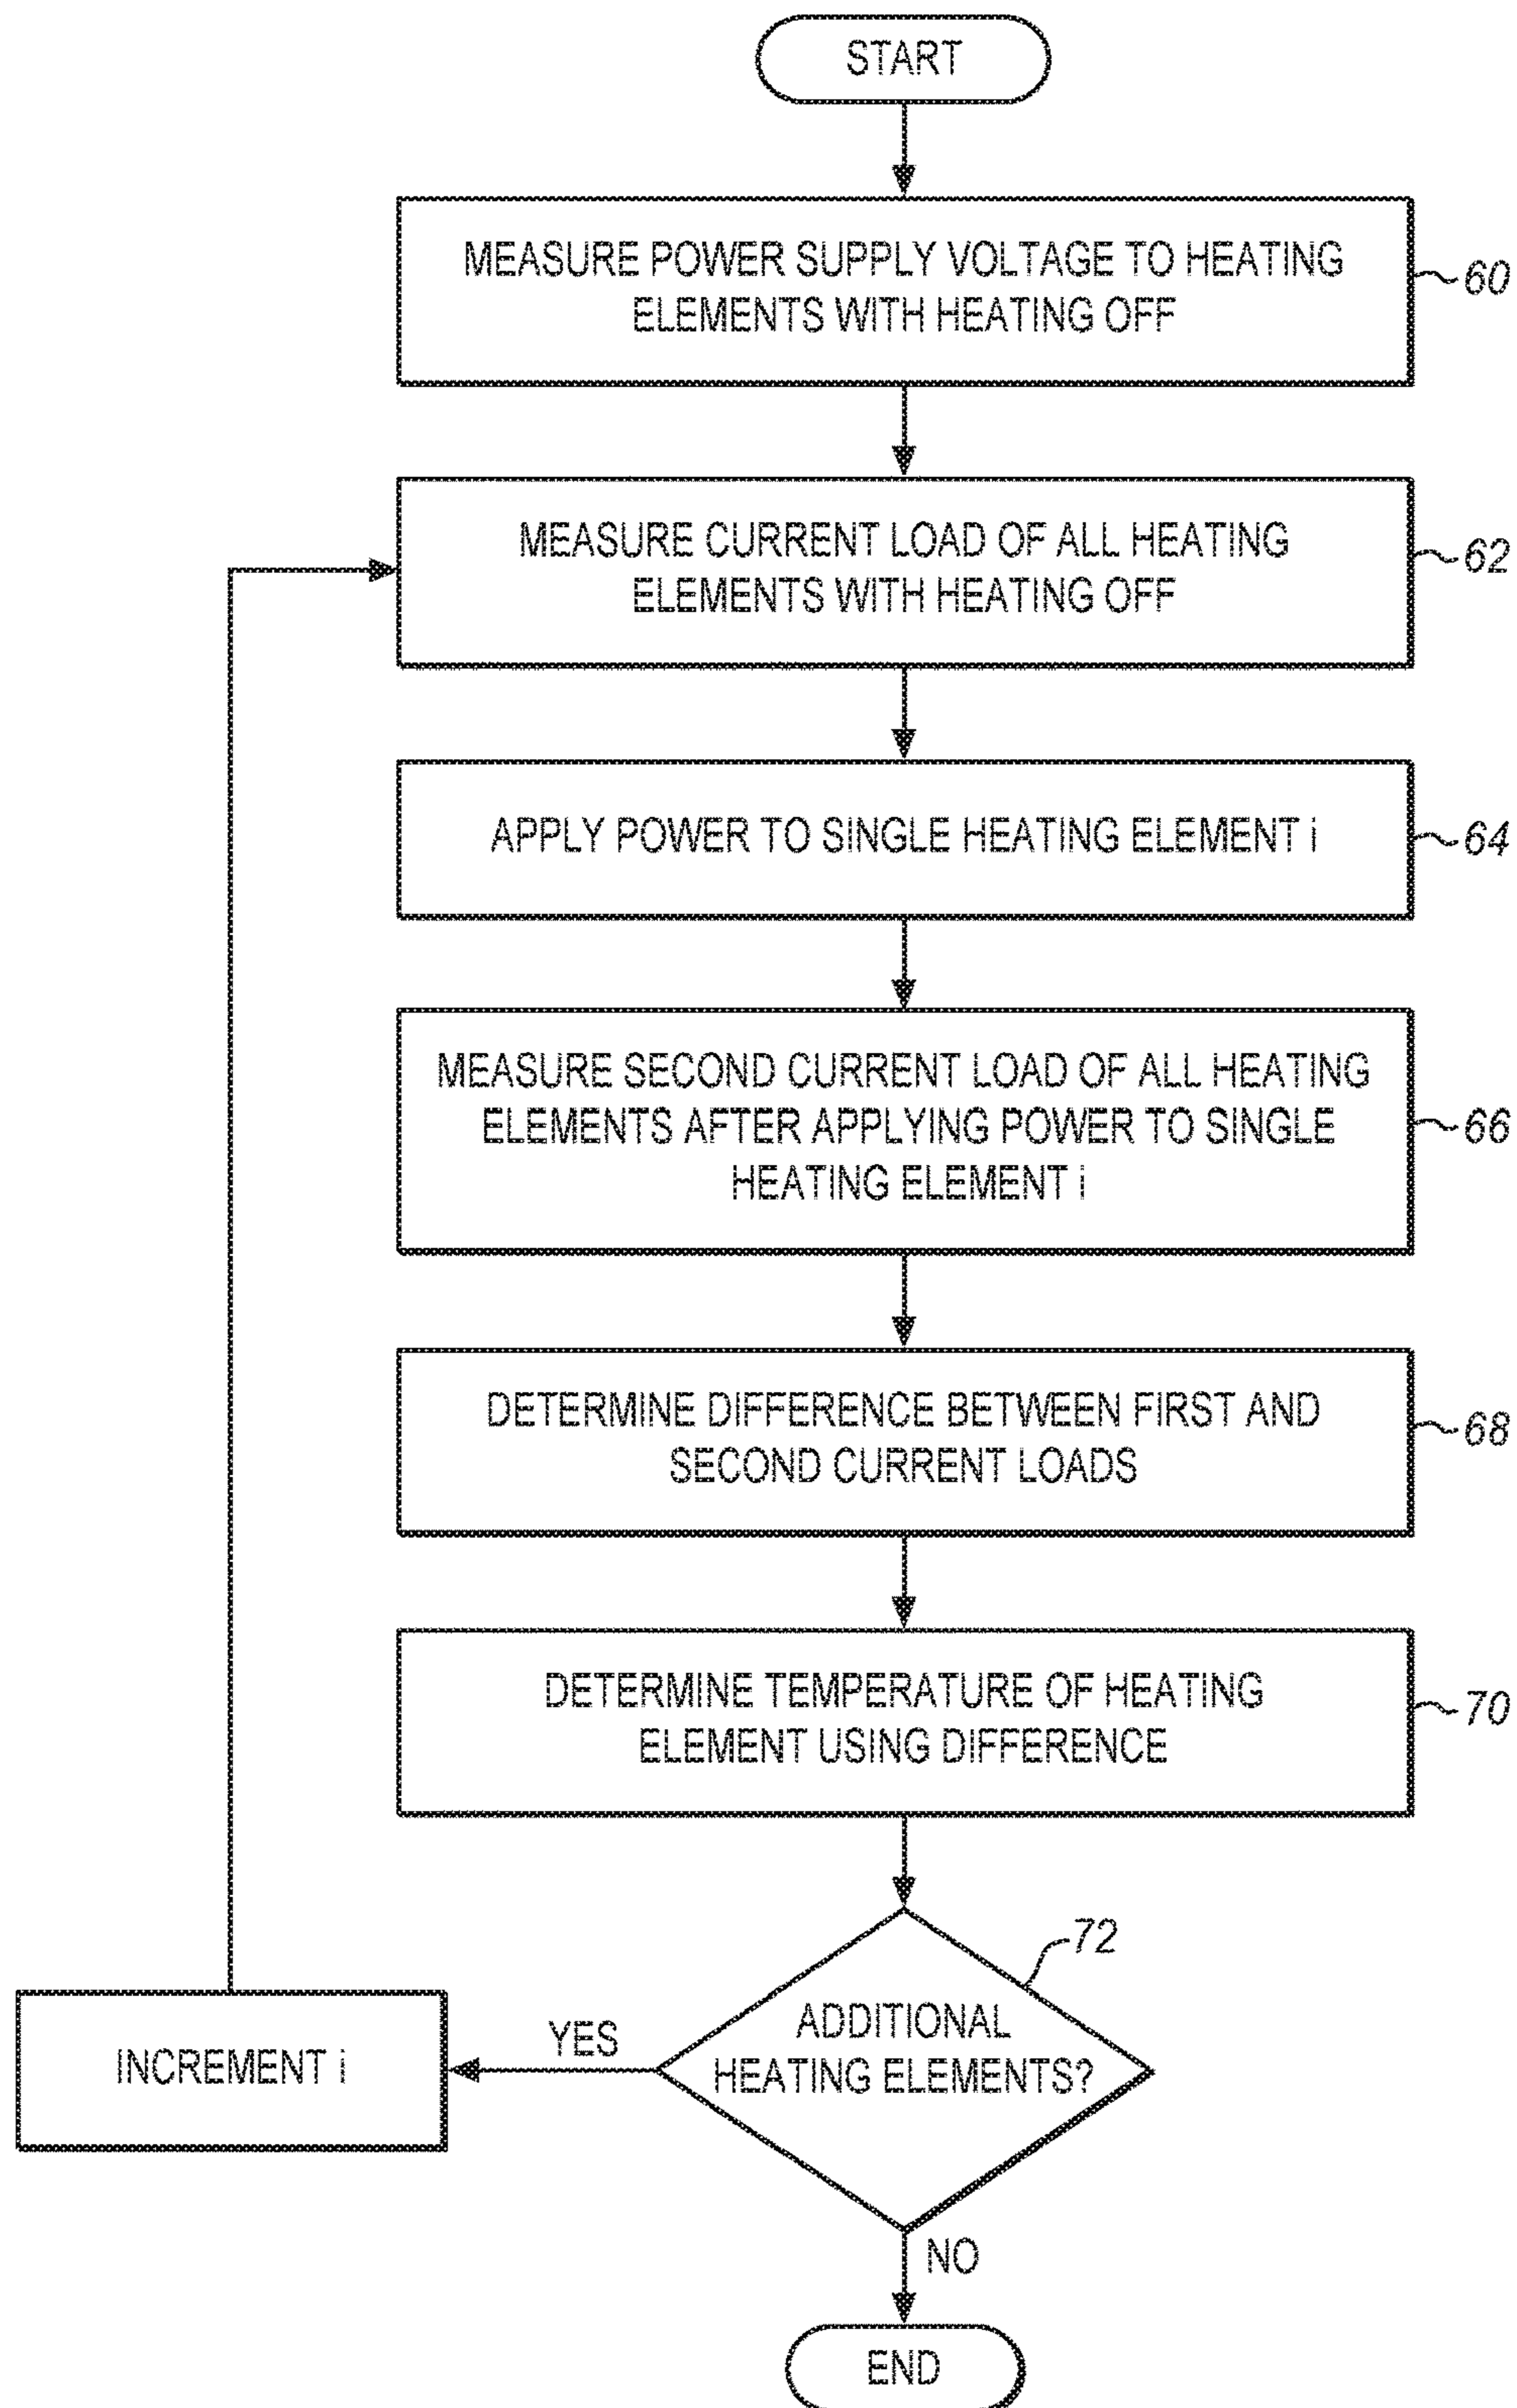 START
MEASURE POWER SUPPLY VOLTAGE TO HEATING
ELEMENTS WITH HEATING OFF
60
MEASURE CURRENT LOAD OF ALL HEATING
ELEMENTS WITH HEATING OFF
62
APPLY POWER TO SINGLE HEATING ELEMENT i
64
MEASURE SECOND CURRENT LOAD OF ALL HEATING
ELEMENTS AFTER APPLYING POWER TO SINGLE
HEATING ELEMENT i
66
DETERMINE DIFFERENCE BETWEEN FIRST AND
SECOND CURRENT LOADS
68
DETERMINE TEMPERATURE OF HEATING
ELEMENT USING DIFFERENCE
70
72
ADDITIONAL
HEATING ELEMENTS?
YES
INCREMENT i
NO
END